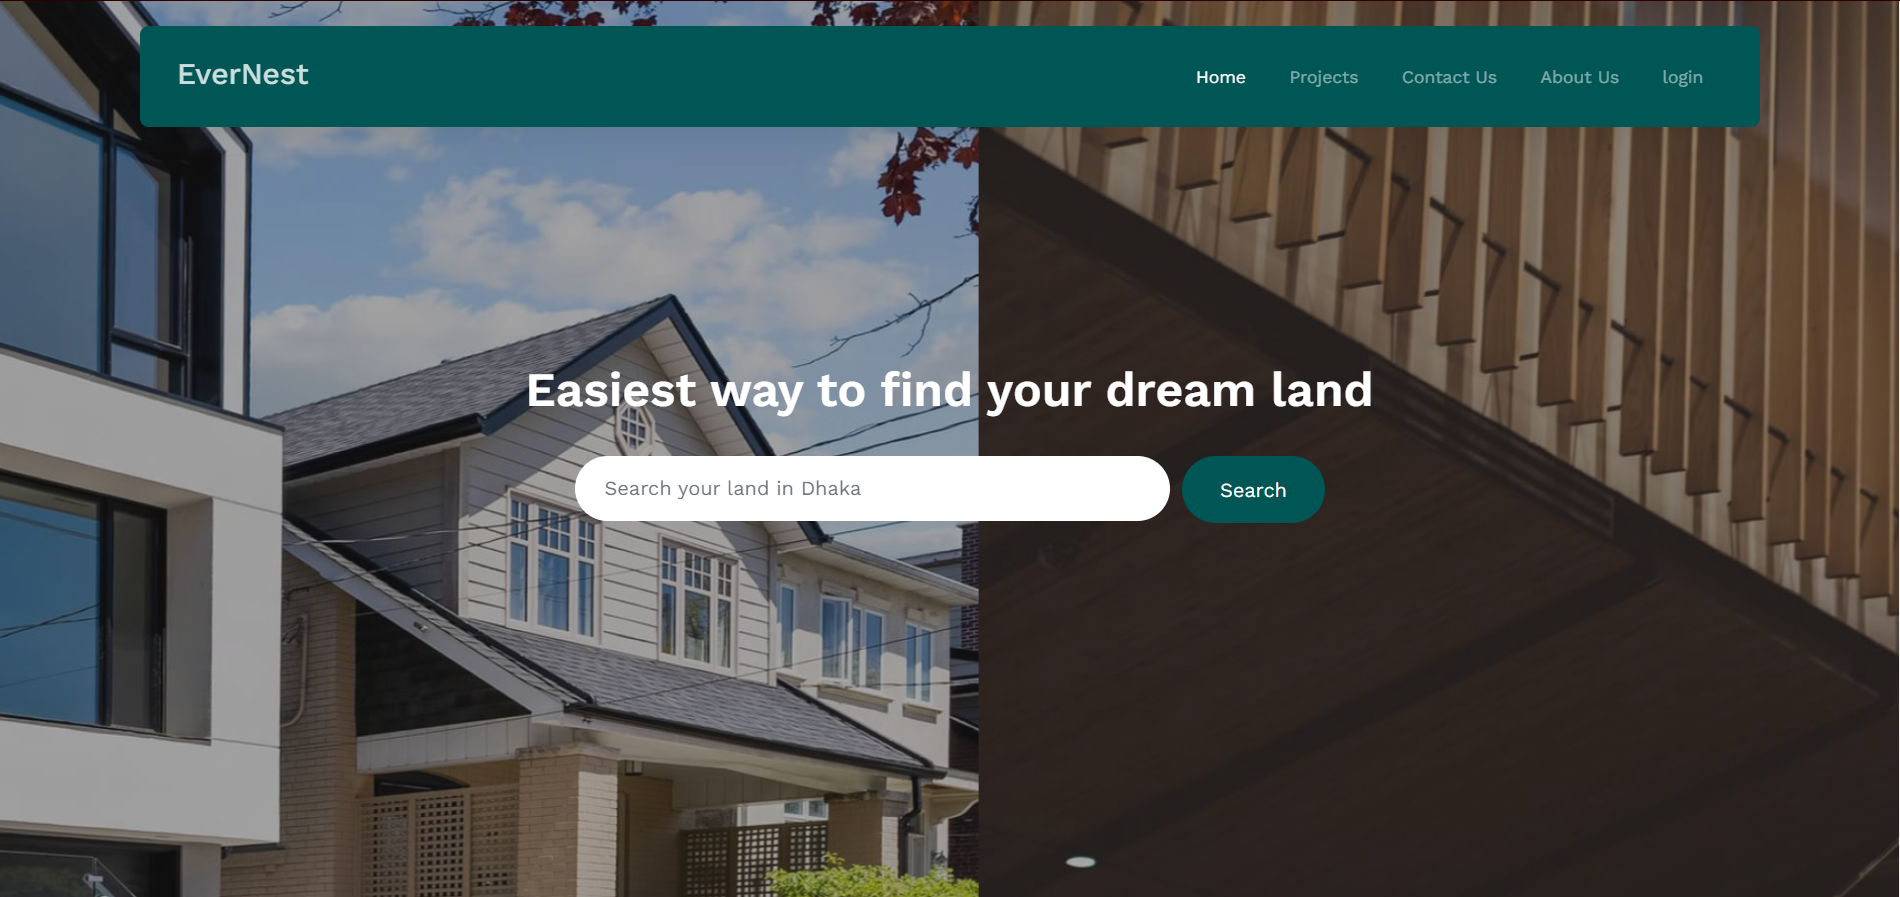 EverNest
Home Projects Contact Us About Us login
Easiest way to find your dream land
Search your land in Dhaka
Search